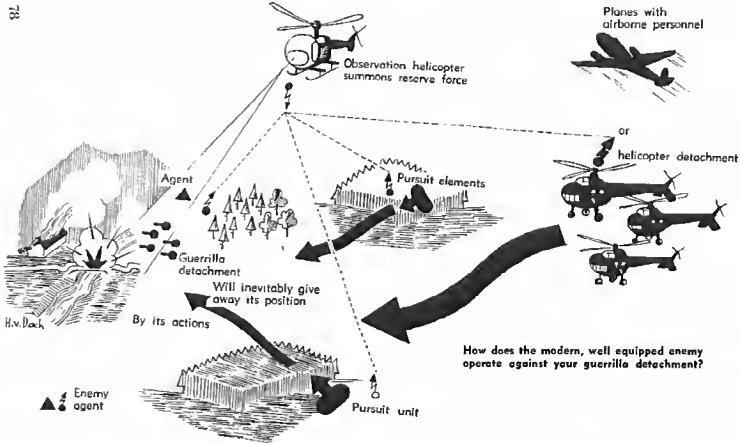 78
Planes with
airborne personnel
Observation helicopter
summons reserve force
or
helicopter detachment
Agent
Pursuit elements
Guerrilla
detachment
Will inevitably give
away its position
By its actions
H.v.Dach
How does the modern, well equipped enemy
operate against your guerrilla detachment?
Enemy
agent
Pursuit unit